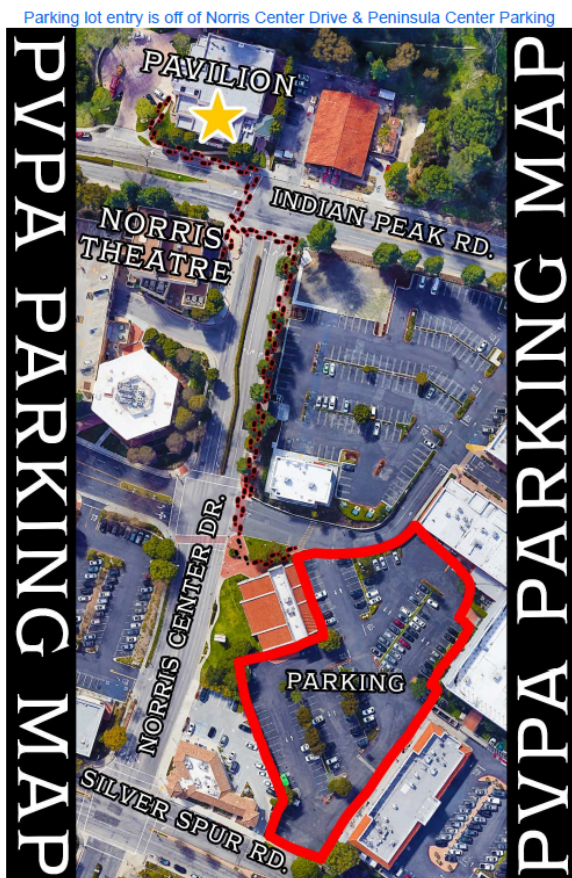 Parking lot entry is off of Norris Center Drive & Peninsula Center Parking
PVPA PARKING MAP
PAVILION
INDIAN PEAK RD.
NORRIS
THEATRE
NORRIS CENTER DR.
PARKING
SILVER SPUR RD.
PVPA PARKING MAP